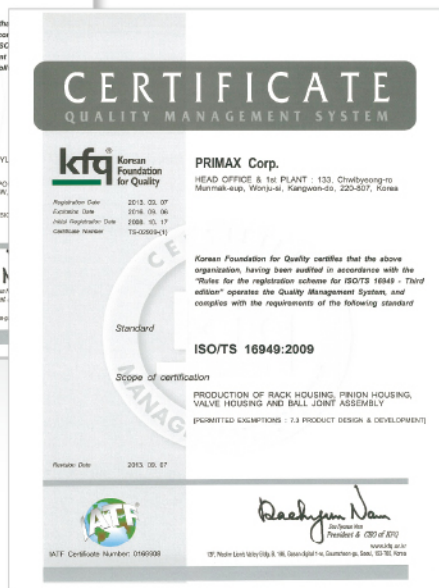 CERTIFICATE
QUALITY MANAGEMENT SYSTEM
kfq Korean
Foundation
for Quality
Registration Date 2013. 03. 07
Expiration Date 2016. 03. 06
Initial Registration Date 2008. 10. 17
Certificate Number
PRIMAX Corp.
HEAD OFFICE & 1st PLANT : 133, Chwibyeong-ro
Munmak-eup, Wonju-si, Kangwon-do, 220-807, Korea
Korean Foundation for Quality certifies that the above
organization, having been audited in accordance with the
"Rules for the registration scheme for ISO/TS 16949 - Third
edition" operates the Quality Management System, and
complies with the requirements of the following standard
Standard
ISO/TS 16949:2009
Scope of certification
PRODUCTION OF RACK HOUSING, PINION HOUSING,
VALVE HOUSING AND BALL JOINT ASSEMBLY
[PERMITTED EXEMPTIONS : 7.3 PRODUCT DESIGN & DEVELOPMENT]
Revision Date 2013. 03. 07
IATF
IATF Certificate Number:
President & CEO of KFQ
www.kfq.or.kr